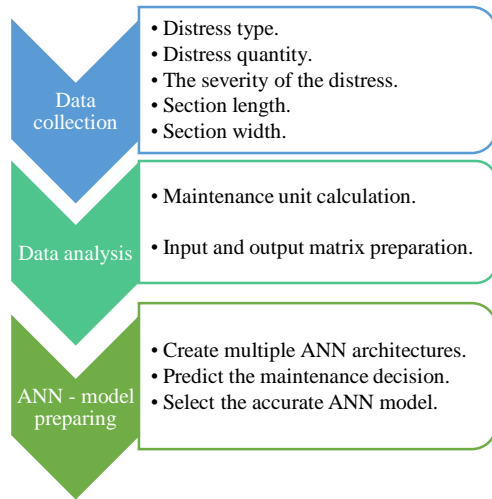 Data
collection
• Distress type.
• Distress quantity.
• The severity of the distress.
• Section length.
• Section width.
Data analysis
• Maintenance unit calculation.
• Input and output matrix preparation.
ANN - model
preparing
• Create multiple ANN architectures.
• Predict the maintenance decision.
• Select the accurate ANN model.